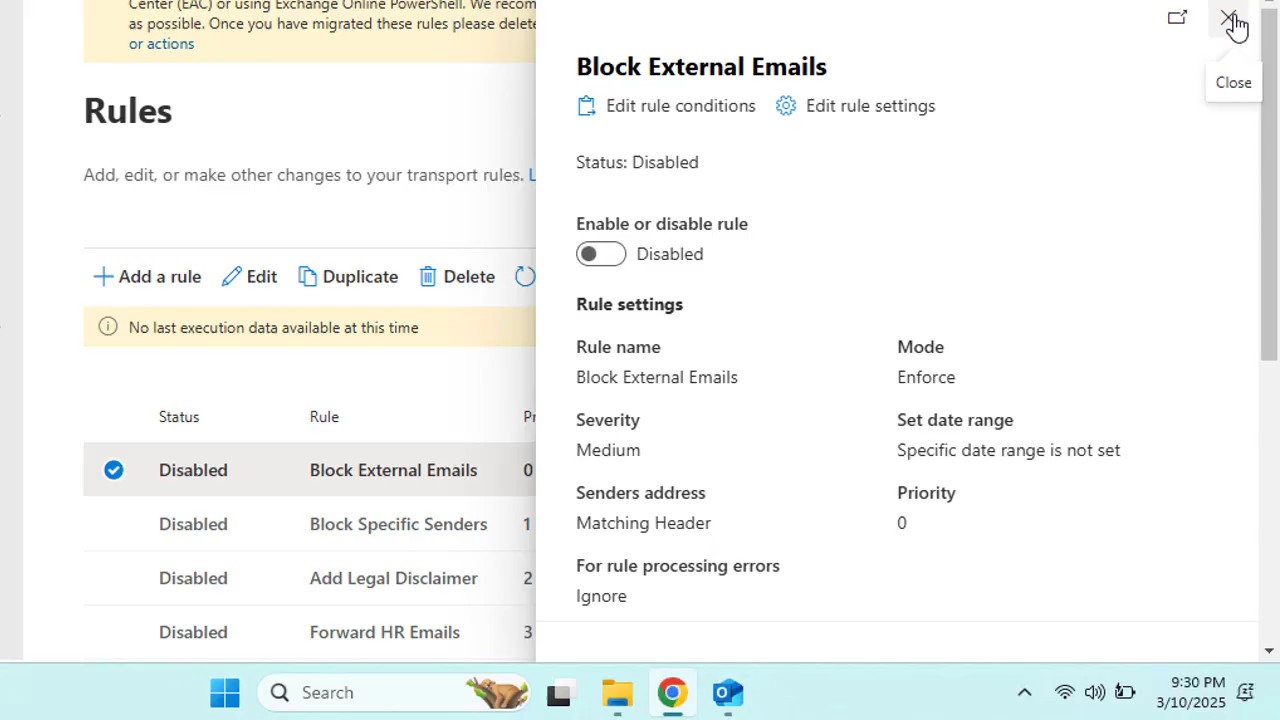 Center (EAC) or using Exchange Online PowerShell. We recom
as possible. Once you have migrated these rules please delete
or actions
Rules
Add, edit, or make other changes to your transport rules. L
Add a rule
Edit
Duplicate
Delete
No last execution data available at this time
Status Rule Pr
Disabled Block External Emails 0
Disabled Block Specific Senders 1
Disabled Add Legal Disclaimer 2
Disabled Forward HR Emails 3
Close
Block External Emails
Edit rule conditions
Edit rule settings
Status: Disabled
Enable or disable rule
Disabled
Rule settings
Rule name
Block External Emails
Mode
Enforce
Severity
Medium
Set date range
Specific date range is not set
Senders address
Matching Header
Priority
0
For rule processing errors
Ignore
Search
9:30 PM
3/10/2025